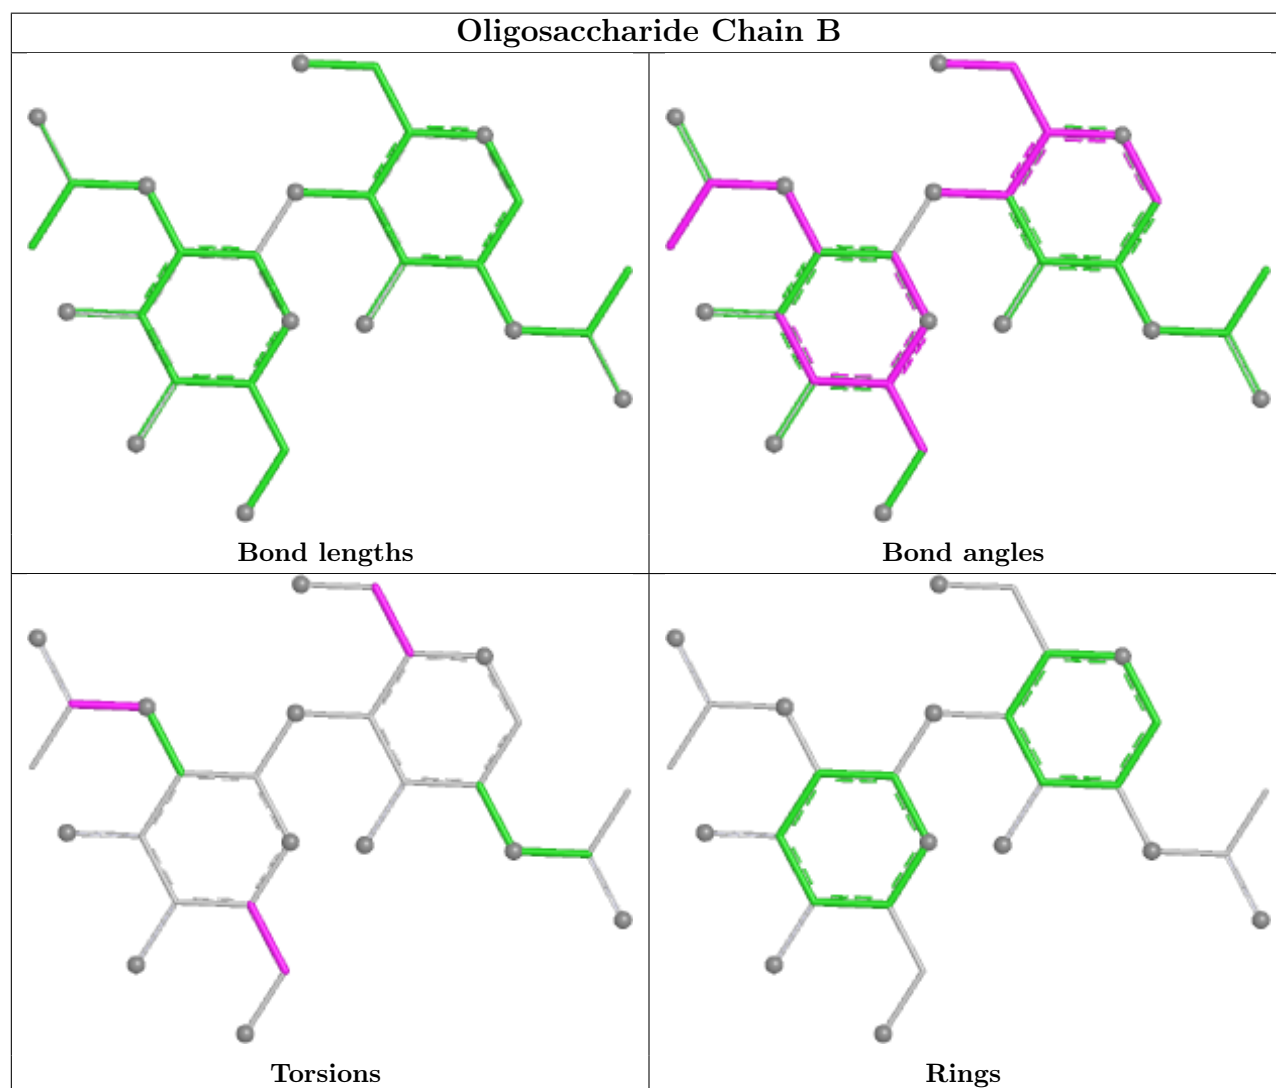 Oligosaccharide Chain B
Bond lengths
Bond angles
Torsions
Rings